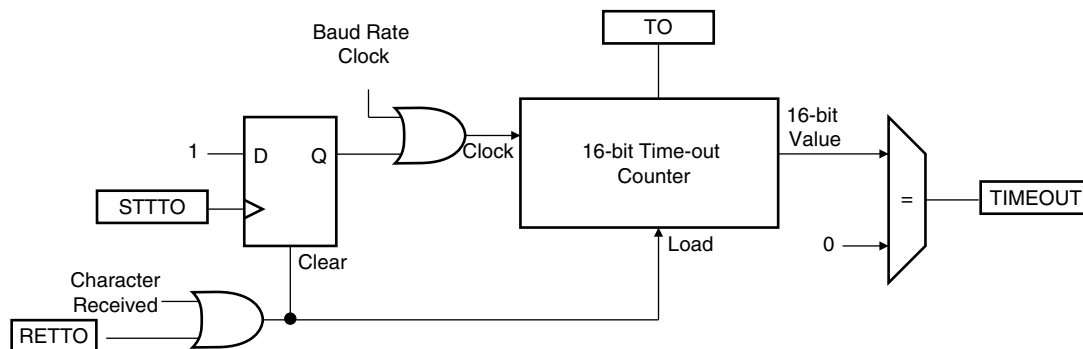 TO
Baud Rate
Clock
16-bit
Value
1
D
Q
Clock
16-bit Time-out
Counter
STTTO
=
TIMEOUT
0
Clear
Load
Character
Received
RETTO